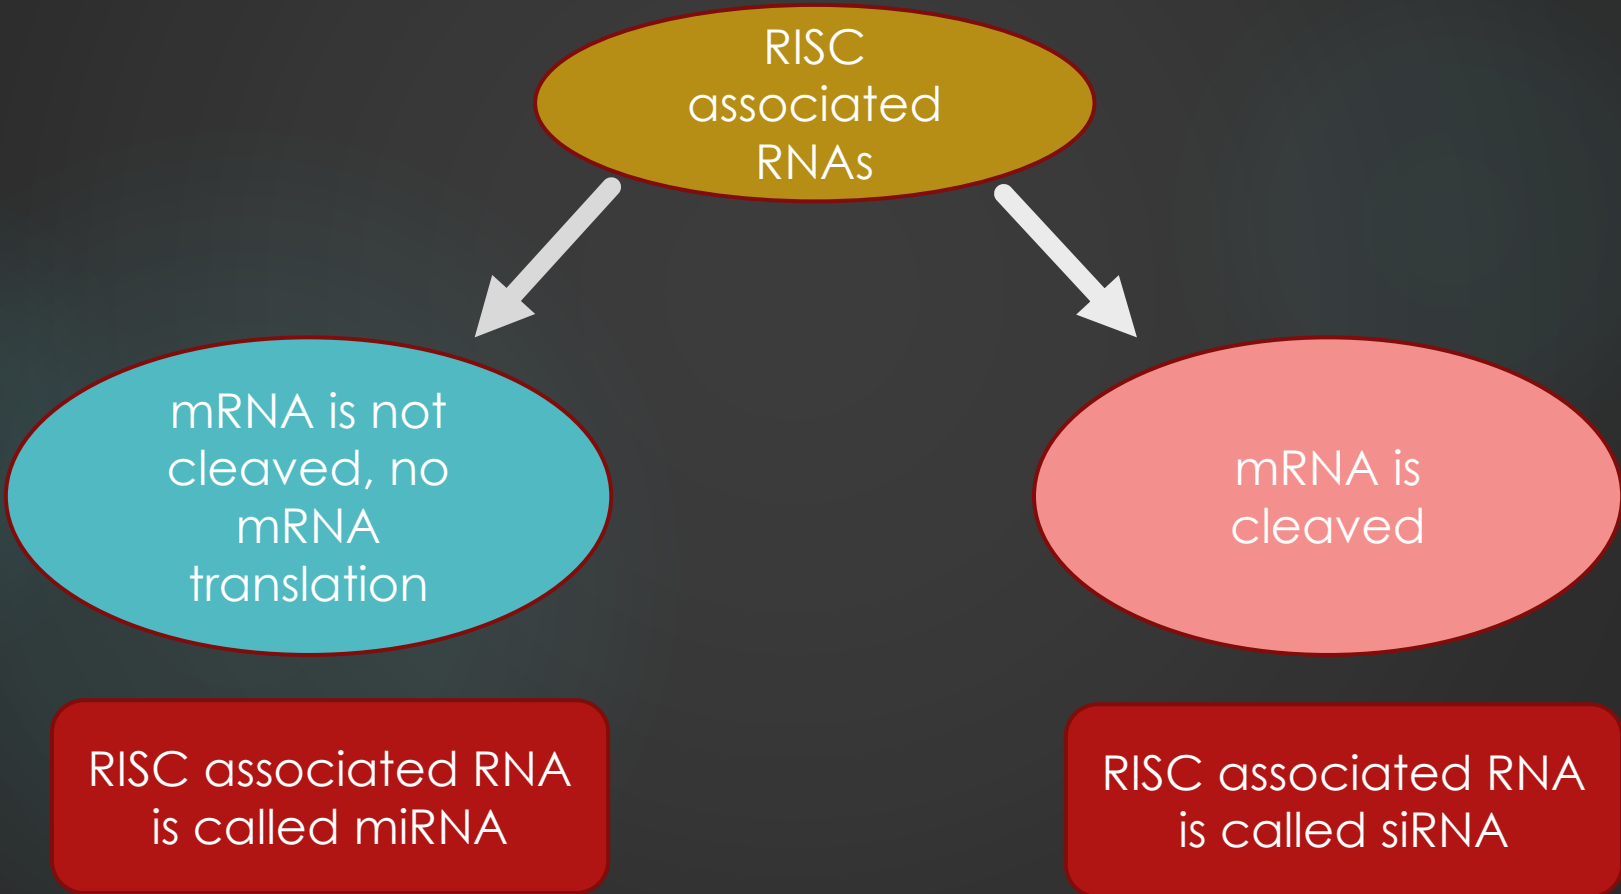 RISC
associated
RNAs
mRNA is not
cleaved, no
mRNA
translation
mRNA is
cleaved
RISC associated RNA
is called miRNA
RISC associated RNA
is called siRNA